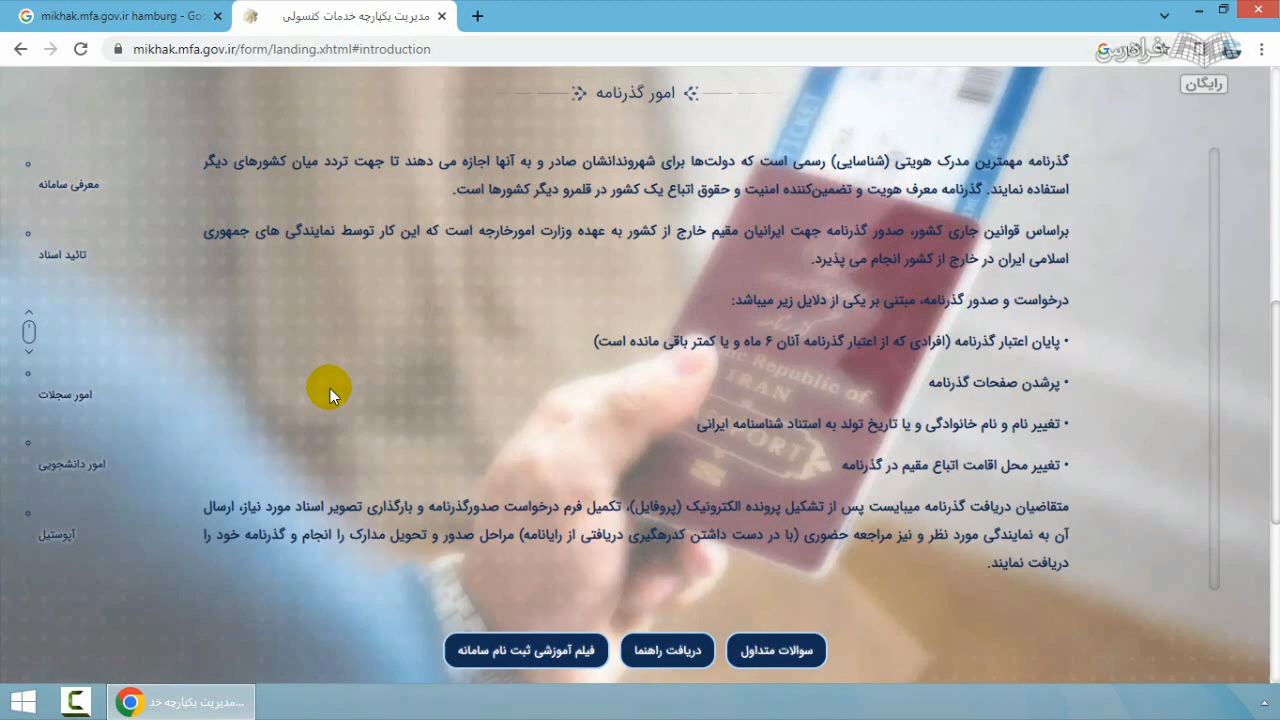 mikhak.mfa.gov.ir hamburg - Go
مدیریت یکپارچه خدمات کنسولی
mikhak.mfa.gov.ir/form/landing.xhtml#introduction
فرادرس
رایگان
امور گذرنامه
گذرنامه مهمترین مدرک هویتی (شناسایی) رسمی است که دولت‌ها برای شهروندانشان صادر و به آنها اجازه می دهند تا جهت تردد میان کشورهای دیگر
استفاده نمایند. گذرنامه معرف هویت و تضمین‌کننده امنیت و حقوق اتباع یک کشور در قلمرو دیگر کشورها است.
براساس قوانین جاری کشور، صدور گذرنامه جهت ایرانیان مقیم خارج از کشور به عهده وزارت امورخارجه است که این کار توسط نمایندگی های جمهوری
اسلامی ایران در خارج از کشور انجام می پذیرد.
درخواست و صدور گذرنامه، مبتنی بر یکی از دلایل زیر میباشد:
• پایان اعتبار گذرنامه (افرادی که از اعتبار گذرنامه آنان ۶ ماه و یا کمتر باقی مانده است)
• پرشدن صفحات گذرنامه
• تغییر نام و نام خانوادگی و یا تاریخ تولد به استناد شناسنامه ایرانی
• تغییر محل اقامت اتباع مقیم در گذرنامه
متقاضیان دریافت گذرنامه میبایست پس از تشکیل پرونده الکترونیک (پروفایل)، تکمیل فرم درخواست صدورگذرنامه و بارگذاری تصویر اسناد مورد نیاز، ارسال
آن به نمایندگی مورد نظر و نیز مراجعه حضوری (با در دست داشتن کدرهگیری دریافتی از رایانامه) مراحل صدور و تحویل مدارک را انجام و گذرنامه خود را
دریافت نمایند.
معرفی سامانه
تائید اسناد
امور سجلات
امور دانشجویی
آپوستیل
TICKET
Republic of
IRAN
PASSPORT
سوالات متداول
دریافت راهنما
فیلم آموزشی ثبت نام سامانه
مدیریت یکپارچه خد...